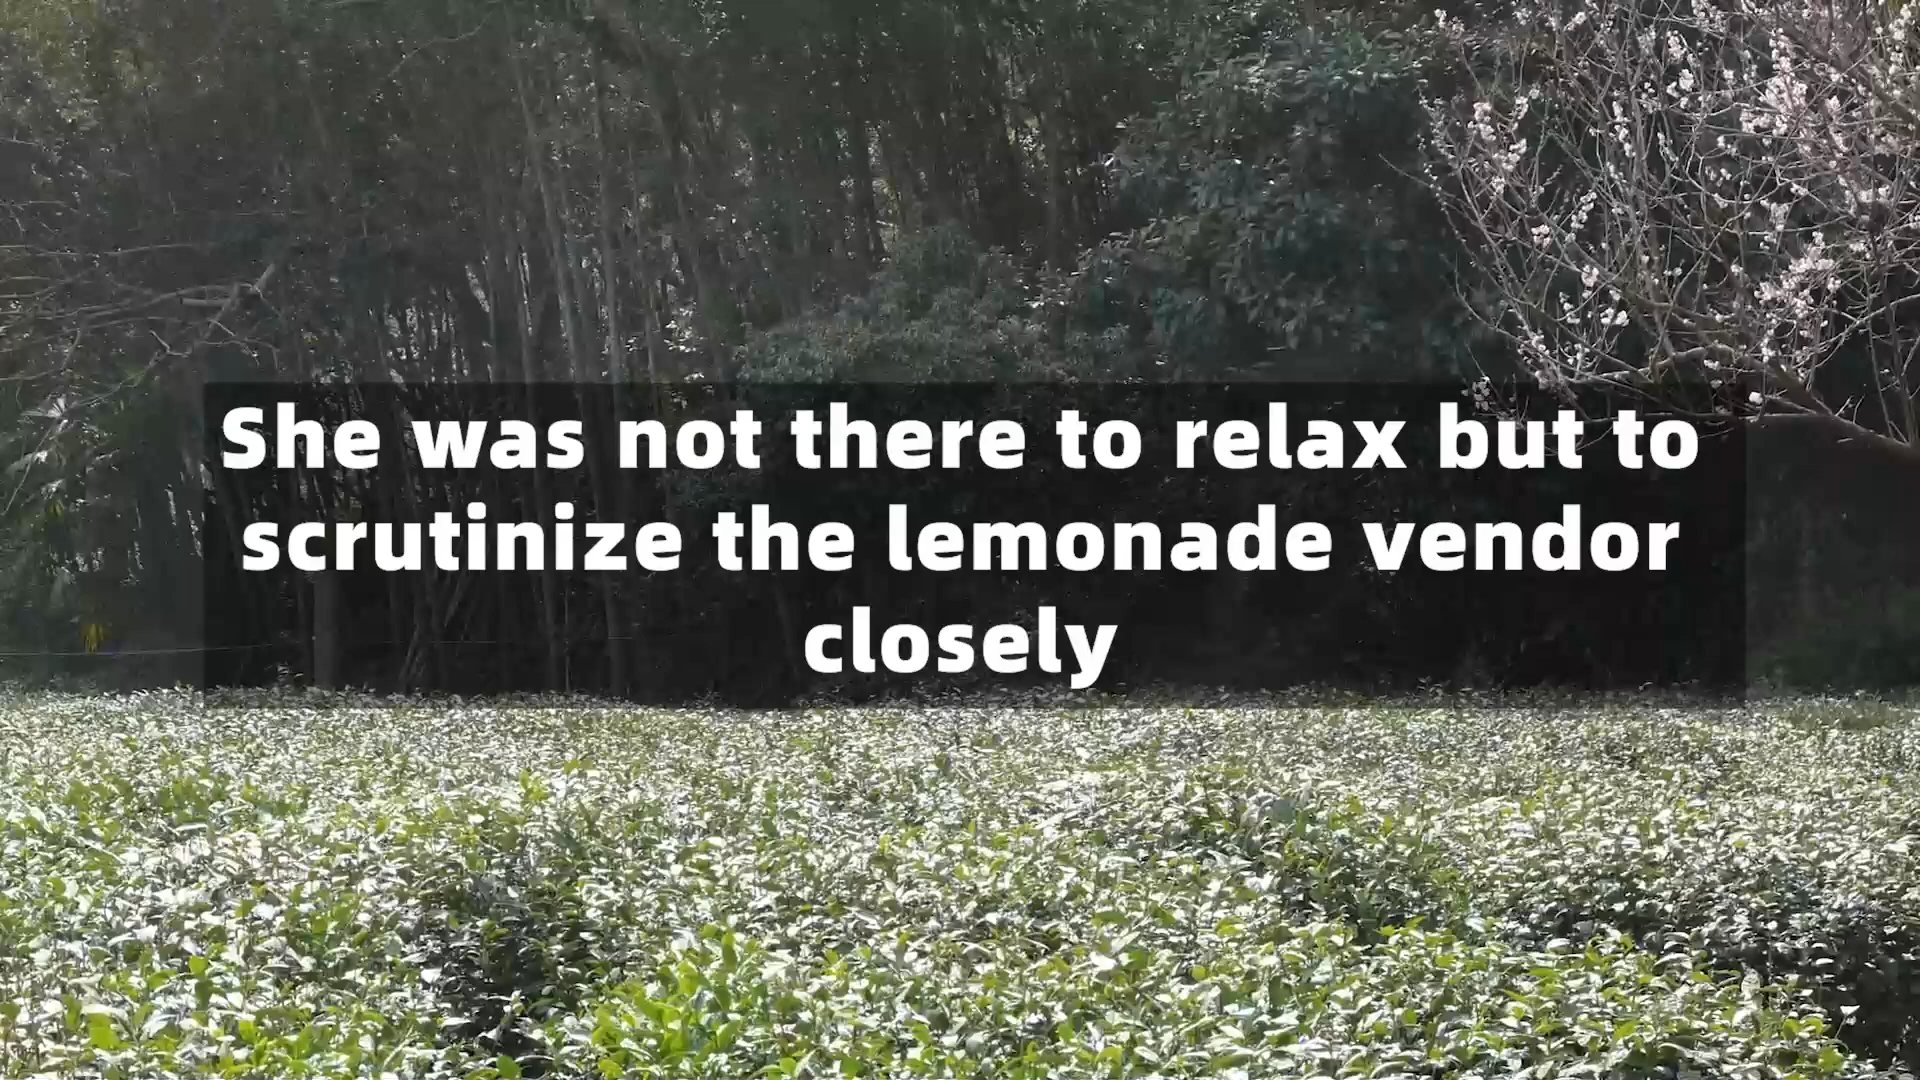 She was not there to relax but to
scrutinize the lemonade vendor
closely